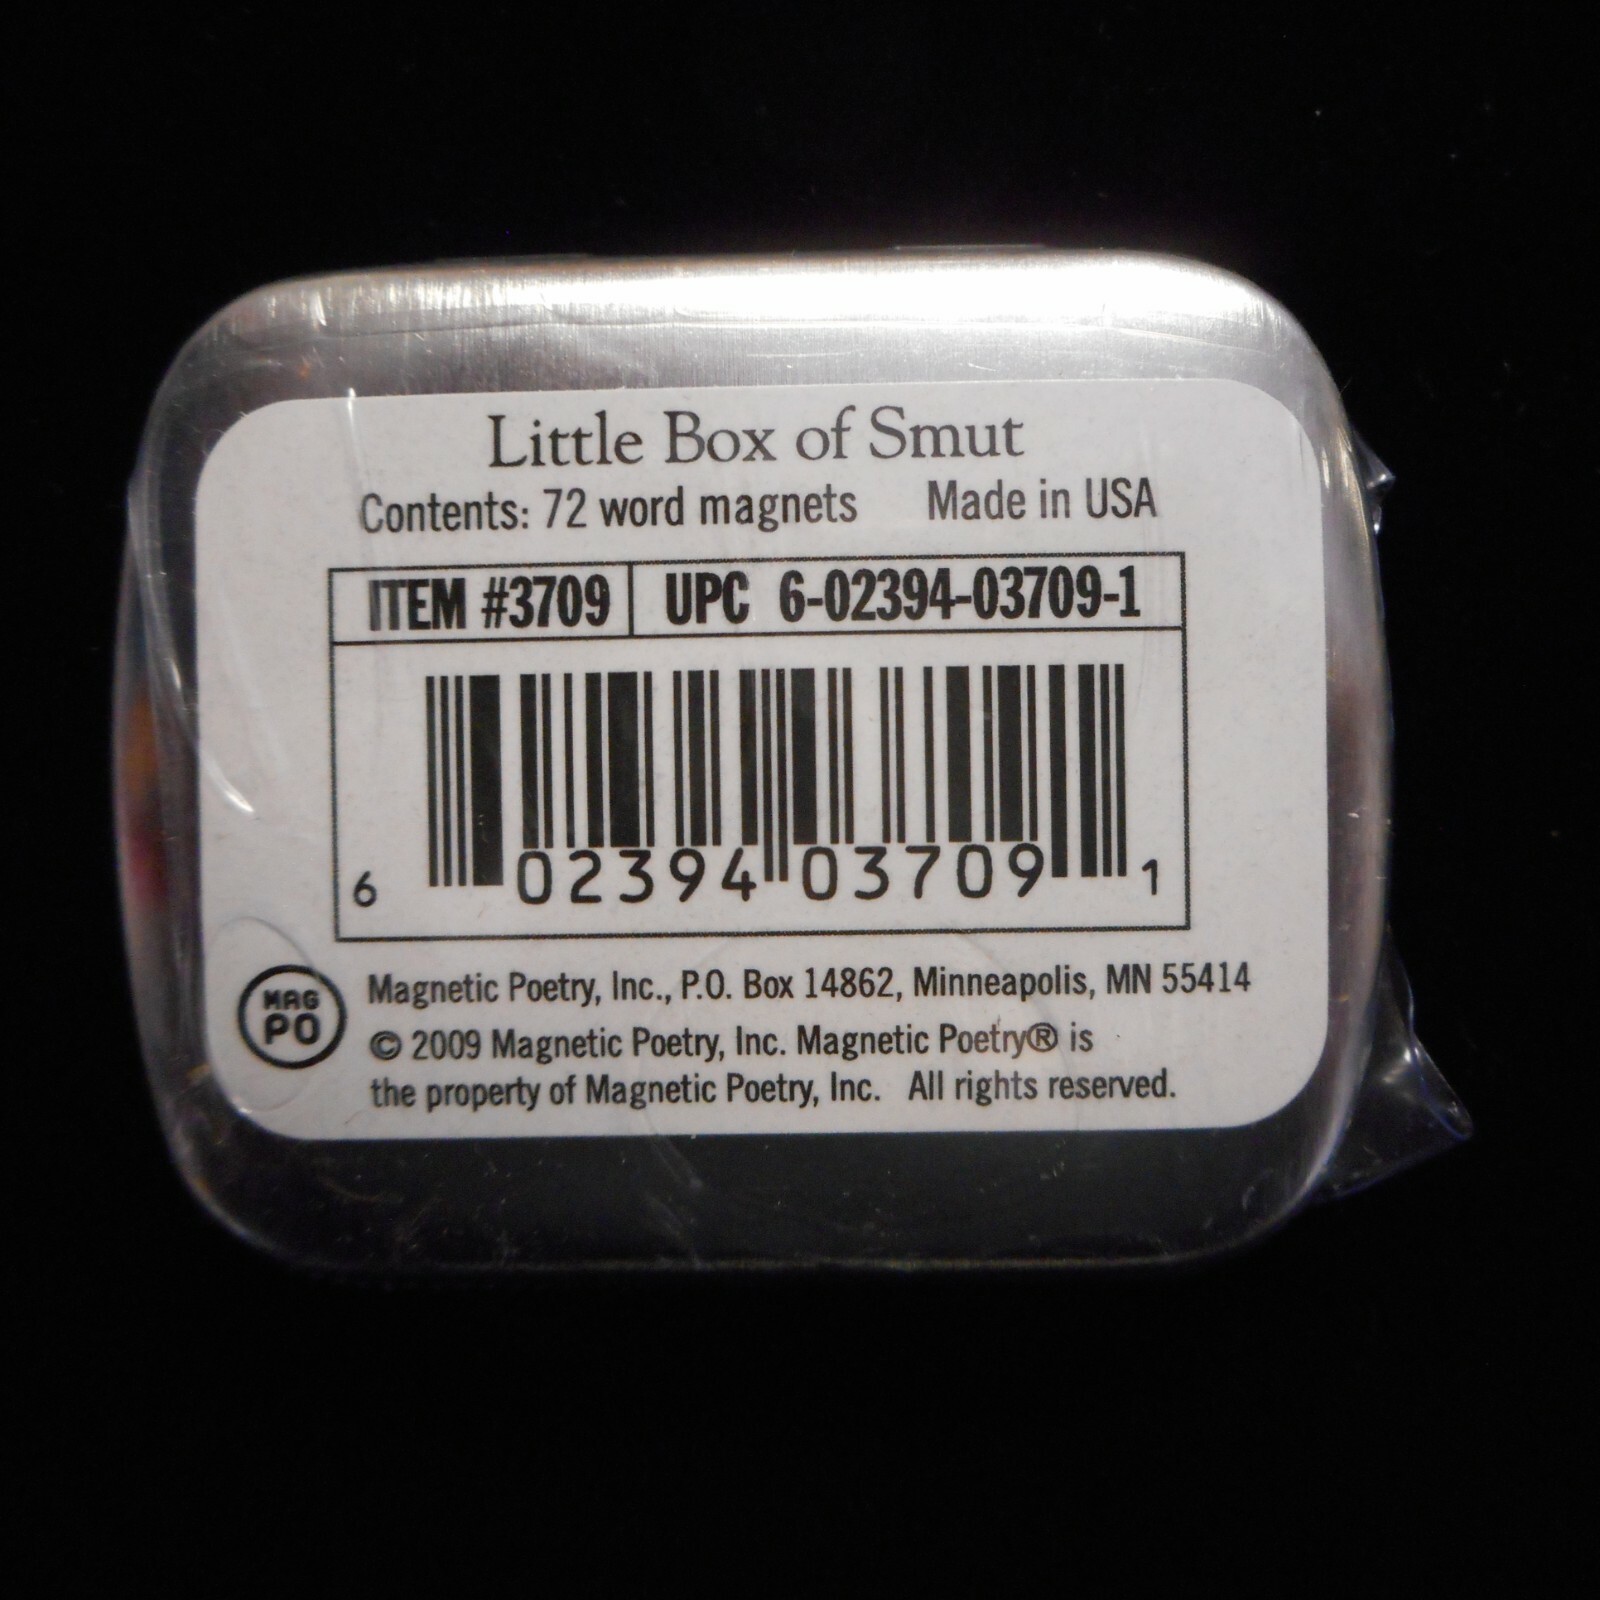 Little Box of Smut
Contents: 72 word magnets Made in USA
ITEM #3709 UPC 6-02394-03709-1
6 02394 03709 1
MAG
PO
Magnetic Poetry, Inc., P.O. Box 14862, Minneapolis, MN 55414
© 2009 Magnetic Poetry, Inc. Magnetic Poetry® is
the property of Magnetic Poetry, Inc. All rights reserved.